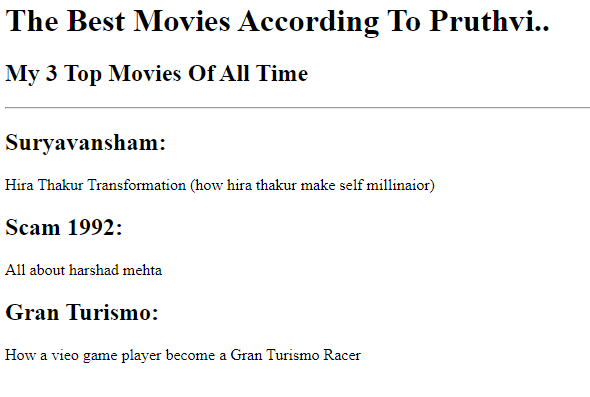 The Best Movies According To Pruthvi..
My 3 Top Movies Of All Time
Suryavansham:
Hira Thakur Transformation (how hira thakur make self millinaior)
Scam 1992:
All about harshad mehta
Gran Turismo:
How a vieo game player become a Gran Turismo Racer